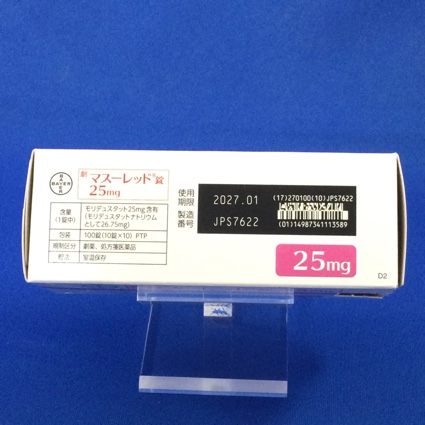 BAYER
BAYER
劇 マスーレッド®錠
25mg
含量
(1錠中)
モリデュスタット25mg 含有
(モリデュスタットナトリウム
として26.75mg)
包装
100錠(10錠×10) PTP
規制区分
劇薬、処方箋医薬品
貯法
室温保存
使用
期限
2027.01
製造
番号
JPS7622
(17)270100(10)JPS7622
(01)14987341113589
25mg
D2